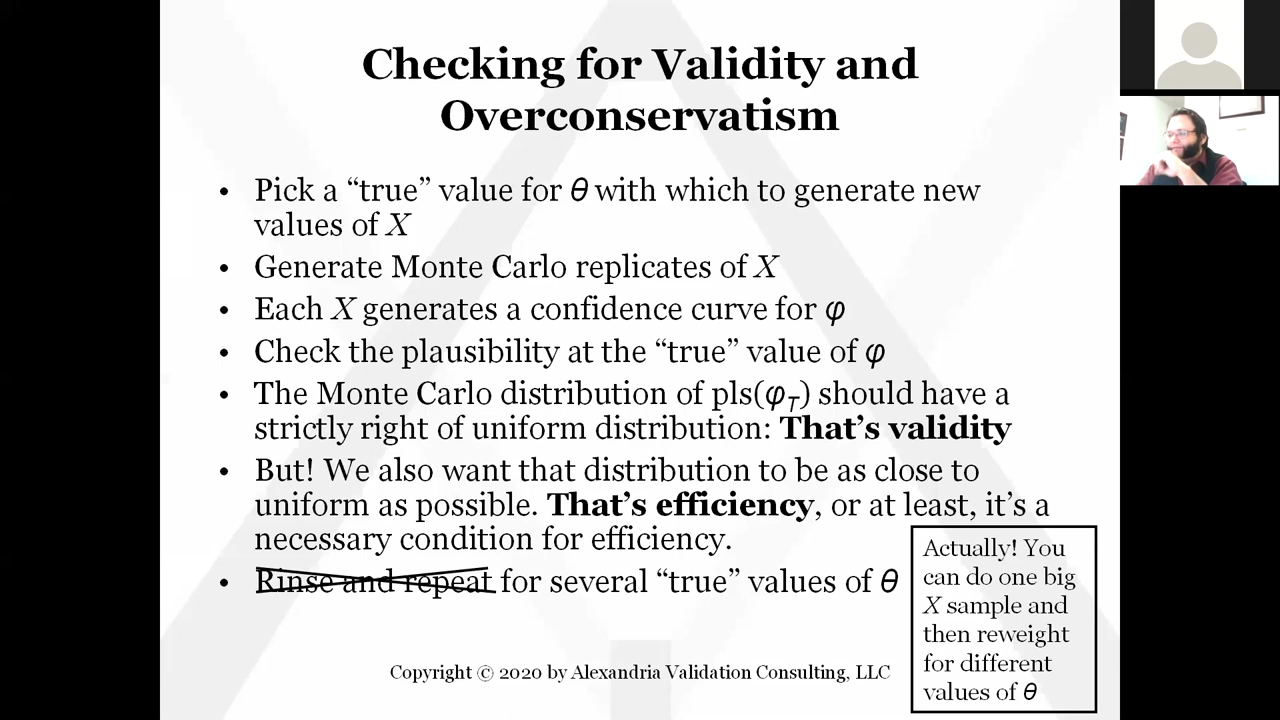 Checking for Validity and
Overconservatism
• Pick a “true” value for θ with which to generate new
values of X
• Generate Monte Carlo replicates of X
• Each X generates a confidence curve for φ
• Check the plausibility at the “true” value of φ
• The Monte Carlo distribution of pls(φT) should have a
strictly right of uniform distribution: That’s validity
• But! We also want that distribution to be as close to
uniform as possible. That’s efficiency, or at least, it’s a
necessary condition for efficiency.
• Rinse and repeat for several “true” values of θ
Actually! You
can do one big
X sample and
then reweight
for different
values of θ
Copyright © 2020 by Alexandria Validation Consulting, LLC